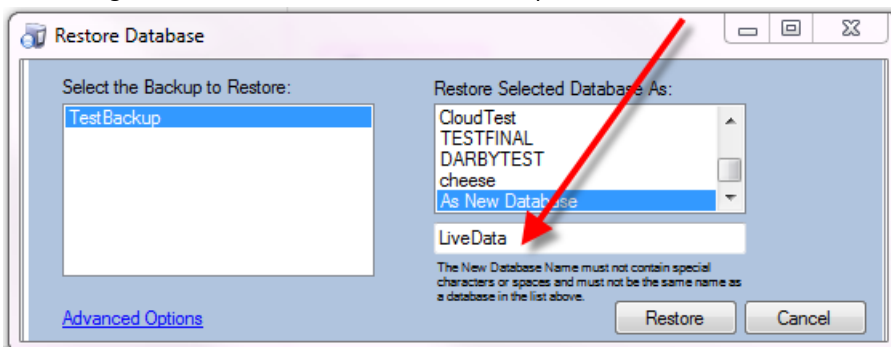 Restore Database
Select the Backup to Restore:
TestBackup
Restore Selected Database As:
CloudTest
TESTFINAL
DARBYTEST
cheese
As New Database
LiveData
The New Database Name must not contain special
characters or spaces and must not be the same name as
a database in the list above.
Advanced Options
Restore
Cancel